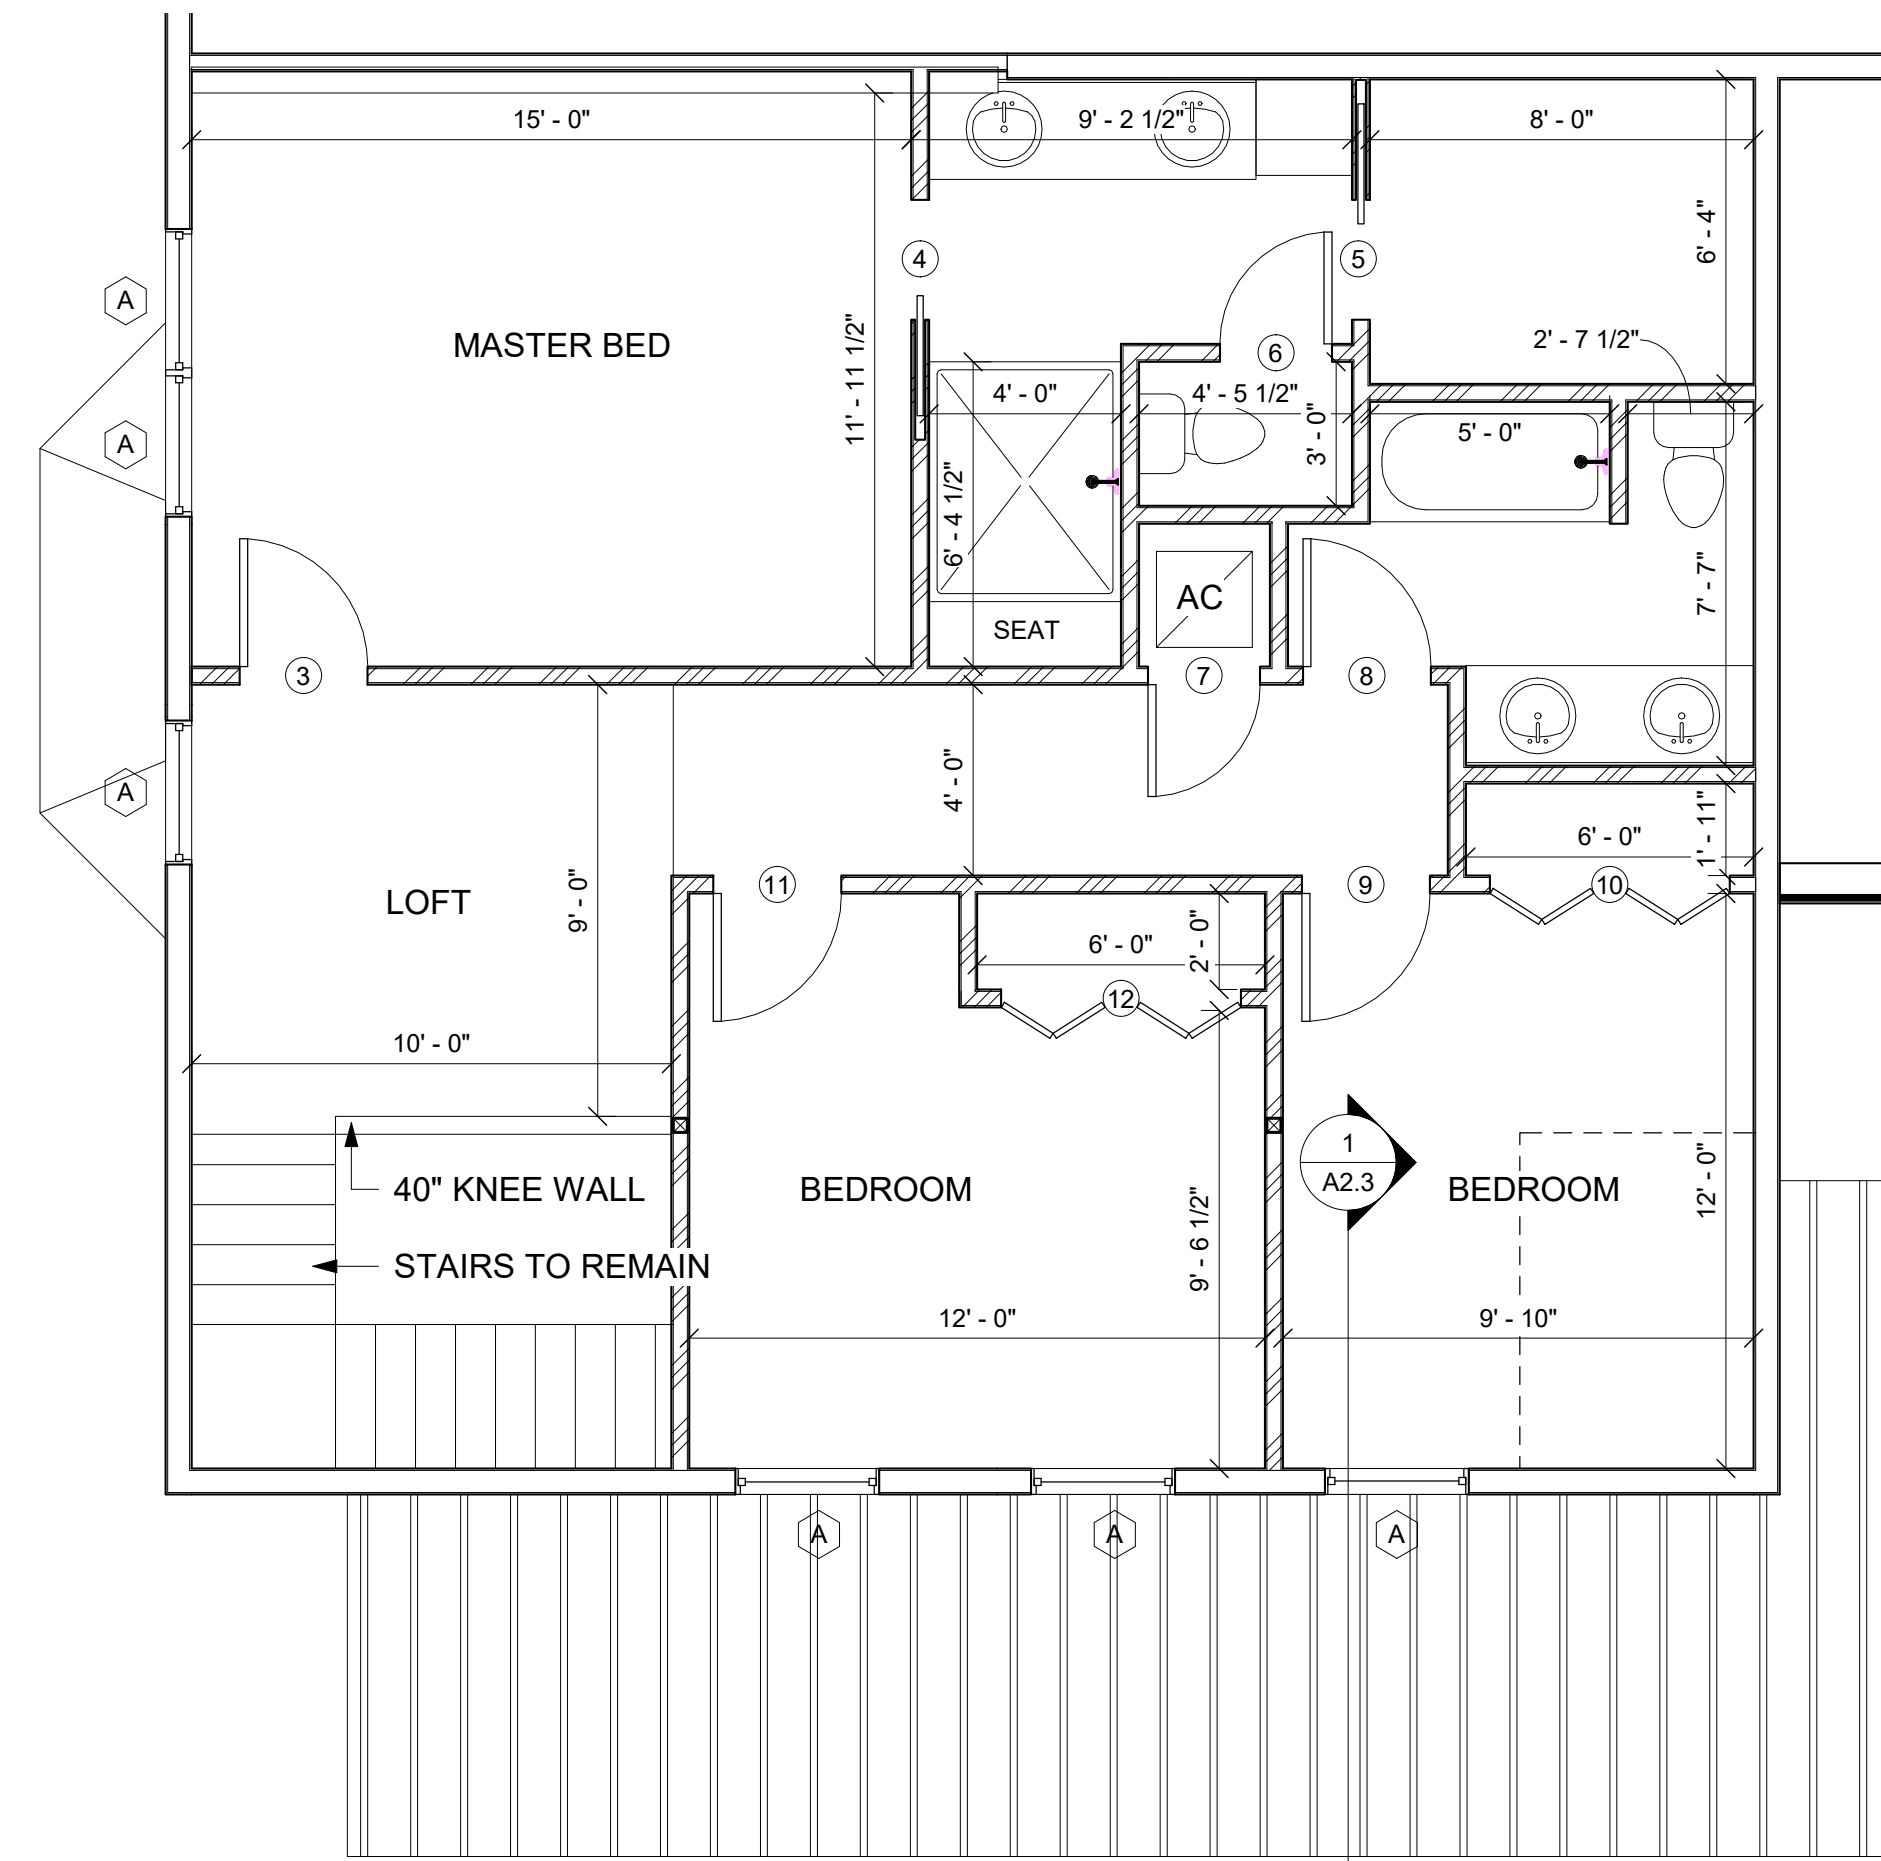 15' - 0"
9' - 2 1/2"
8' - 0"
6' - 4"
4
5
A
MASTER BED
11' - 11 1/2"
6
2' - 7 1/2"
4' - 0"
4' - 5 1/2"
3' - 0"
5' - 0"
A
6' - 4 1/2"
AC
7' - 7"
SEAT
3
7
8
A
4' - 0"
6' - 0"
1' - 11"
LOFT
9' - 0"
11
9
10
6' - 0"
2' - 0"
12
10' - 0"
1
A2.3
40" KNEE WALL
BEDROOM
BEDROOM
12' - 0"
9' - 6 1/2"
STAIRS TO REMAIN
12' - 0"
9' - 10"
A
A
A